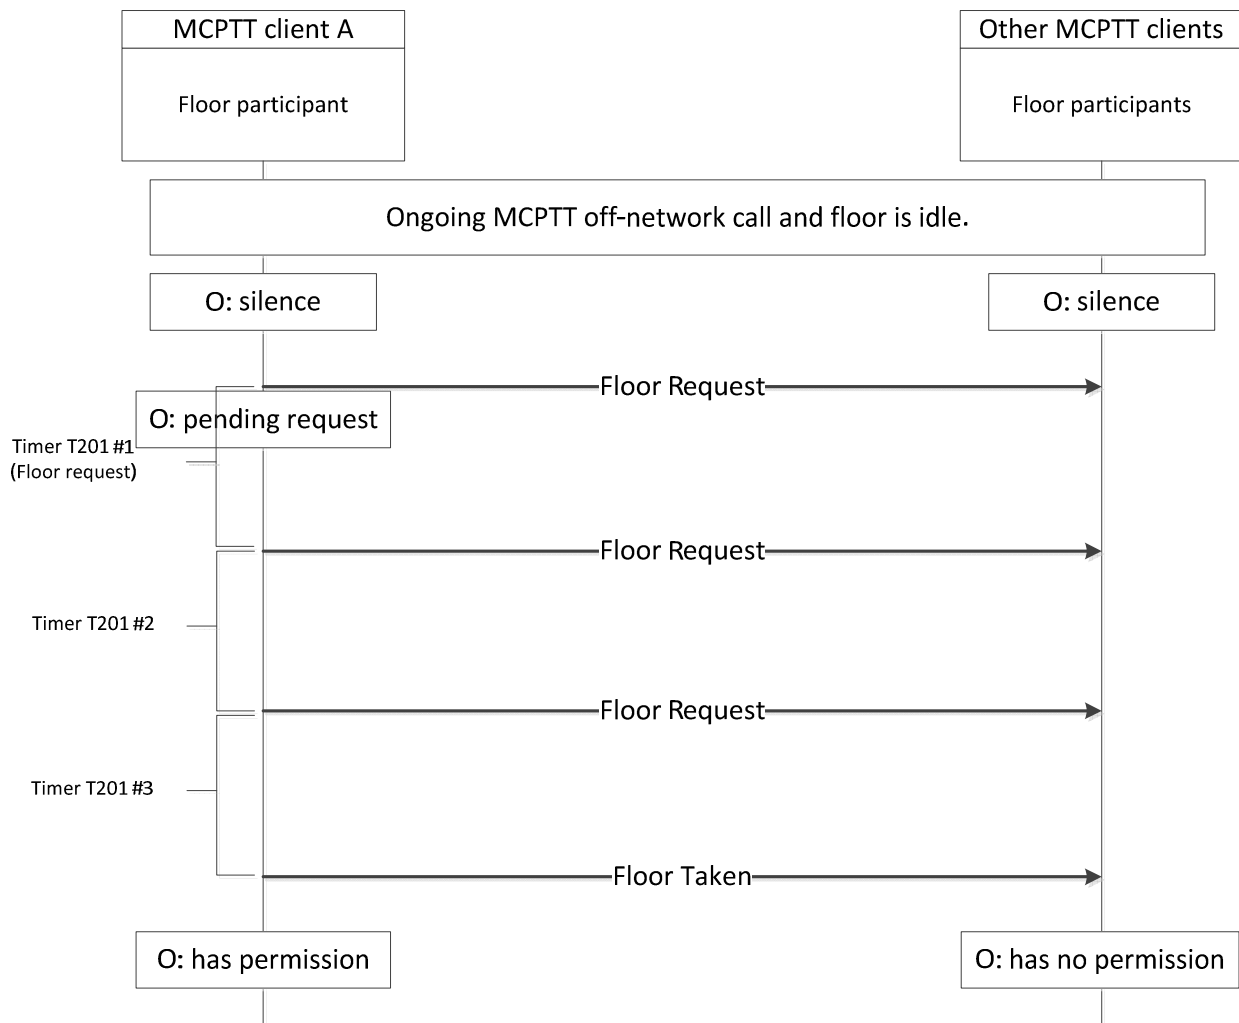 MCPTT client A
Other MCPTT clients
Floor participant
Floor participants
Ongoing MCPTT off-network call and floor is idle.
O: silence
O: silence
Floor Request
O: pending request
Timer T201 #1
(Floor request)
Floor Request
Timer T201 #2
Floor Request
Timer T201 #3
Floor Taken
O: has permission
O: has no permission